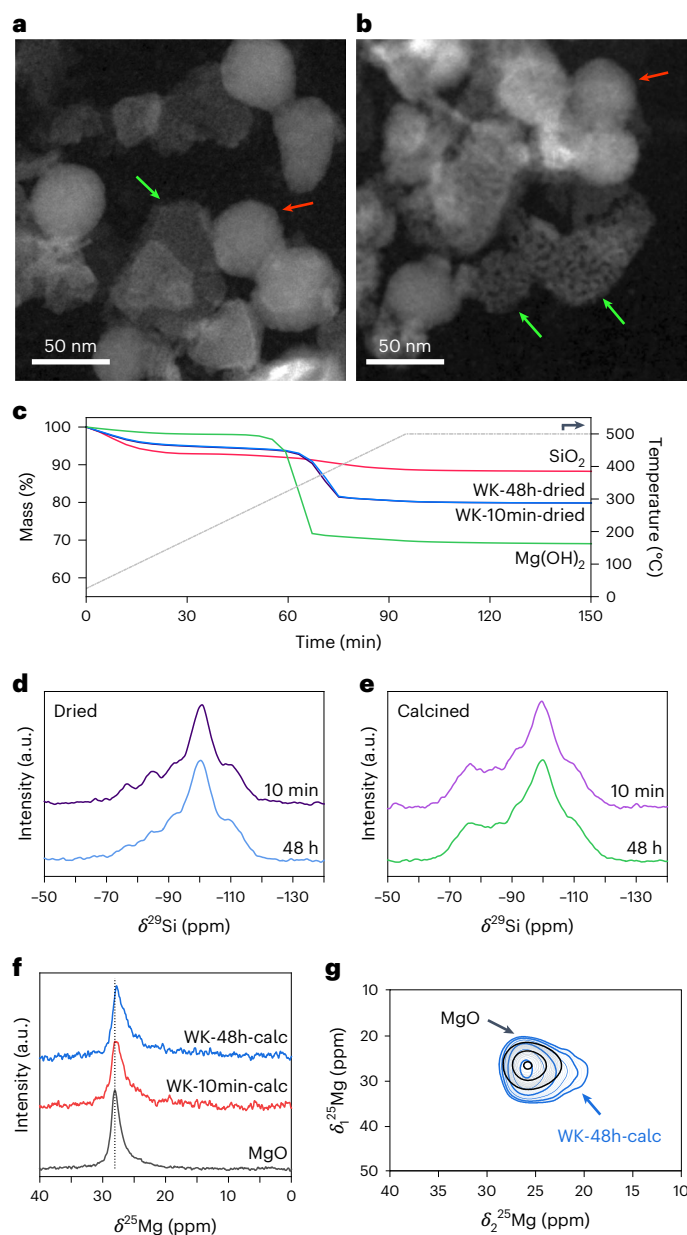 a
b
50 nm
50 nm
c
100
90
80
70
60
Mass (%)
SiO2
WK-48h-dried
WK-10min-dried
Mg(OH)2
500
400
300
200
100
0
Temperature (°C)
0
30
60
90
120
150
Time (min)
d
e
Dried
10 min
48 h
Intensity (a.u.)
–50
–70
–90
–110
–130
δ29Si (ppm)
Calcined
10 min
48 h
Intensity (a.u.)
–50
–70
–90
–110
–130
δ29Si (ppm)
f
g
WK-48h-calc
WK-10min-calc
MgO
Intensity (a.u.)
40
30
20
10
0
δ25Mg (ppm)
10
20
30
40
50
δ1 25Mg (ppm)
MgO
WK-48h-calc
40
35
30
25
20
15
10
δ2 25Mg (ppm)